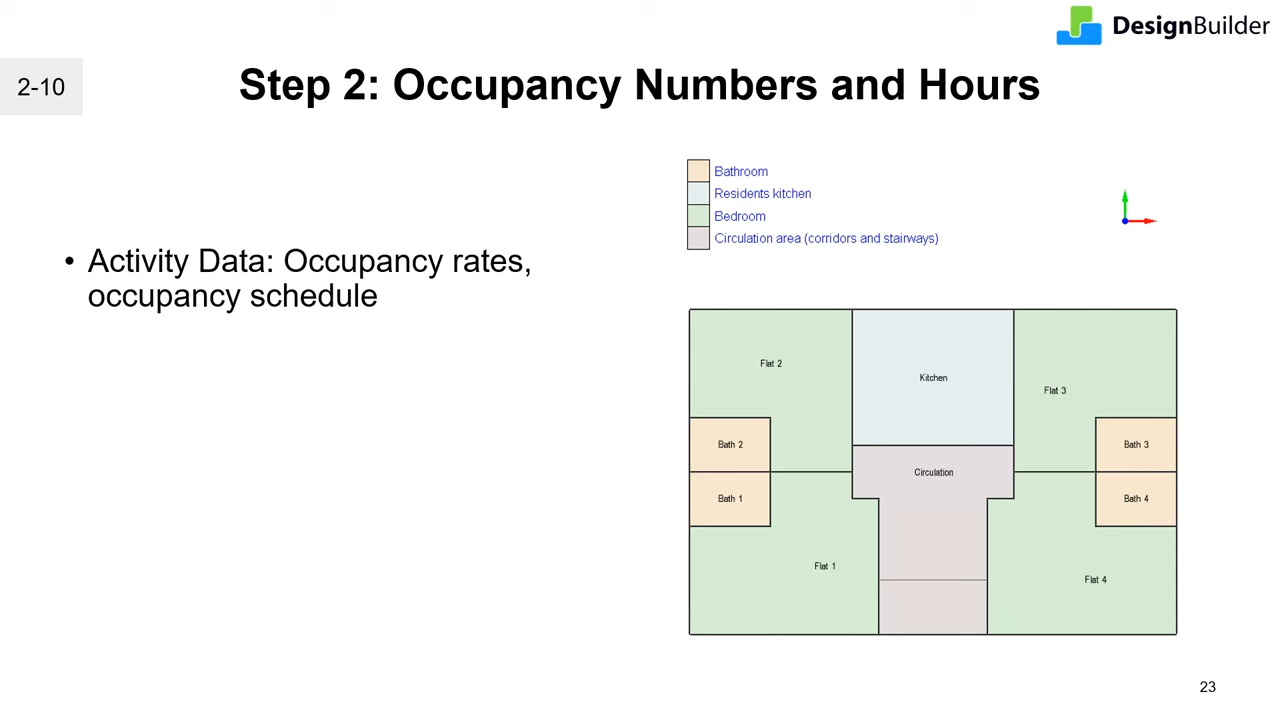 DesignBuilder
2-10
Step 2: Occupancy Numbers and Hours
• Activity Data: Occupancy rates,
occupancy schedule
Bathroom
Residents kitchen
Bedroom
Circulation area (corridors and stairways)
Flat 2
Kitchen
Flat 3
Bath 2
Bath 3
Circulation
Bath 1
Bath 4
Flat 1
Flat 4
23